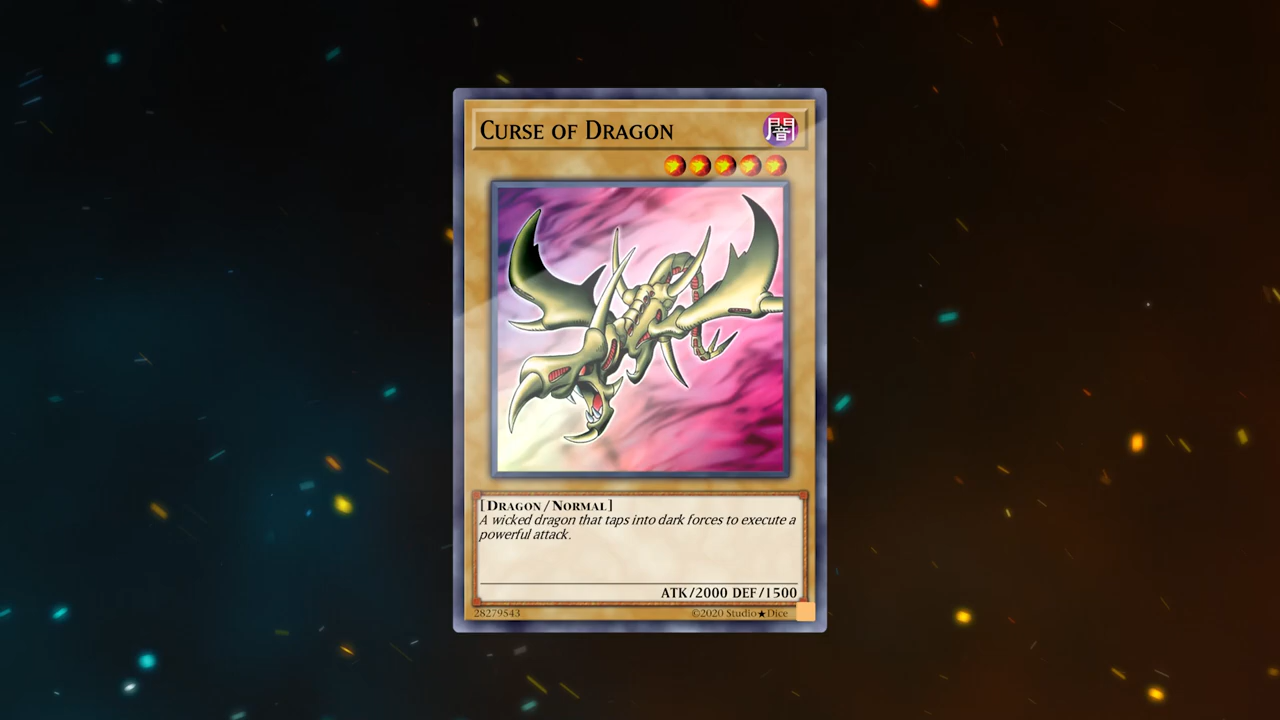 Curse of Dragon
闇
[Dragon/Normal]
A wicked dragon that taps into dark forces to execute a
powerful attack.
ATK/2000 DEF/1500
28279543
©2020 Studio★Dice